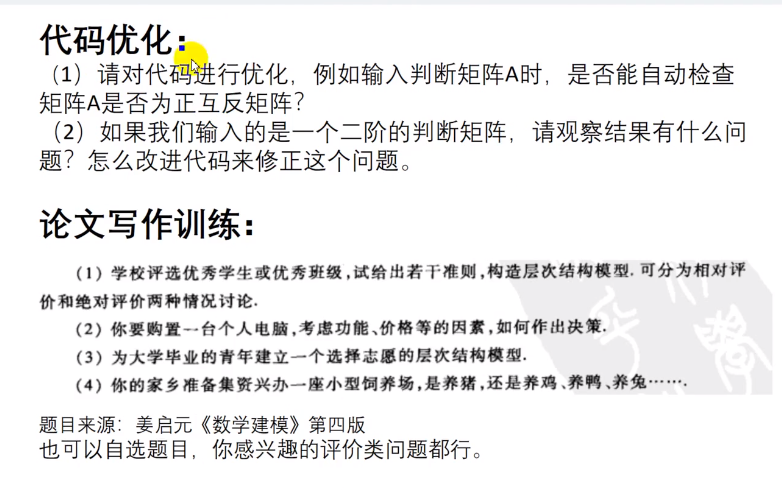 代码优化：
（1）请对代码进行优化，例如输入判断矩阵A时，是否能自动检查
矩阵A是否为正互反矩阵？
（2）如果我们输入的是一个二阶的判断矩阵，请观察结果有什么问
题？怎么改进代码来修正这个问题。
论文写作训练：
(1) 学校评选优秀学生或优秀班级,试给出若干准则,构造层次结构模型.可分为相对评
价和绝对评价两种情况讨论.
(2) 你要购置一台个人电脑,考虑功能、价格等的因素,如何作出决策.
(3) 为大学毕业的青年建立一个选择志愿的层次结构模型.
(4) 你的家乡准备集资兴办一座小型饲养场,是养猪,还是养鸡、养鸭、养兔…….
题目来源：姜启元《数学建模》第四版
也可以自选题目，你感兴趣的评价类问题都行。